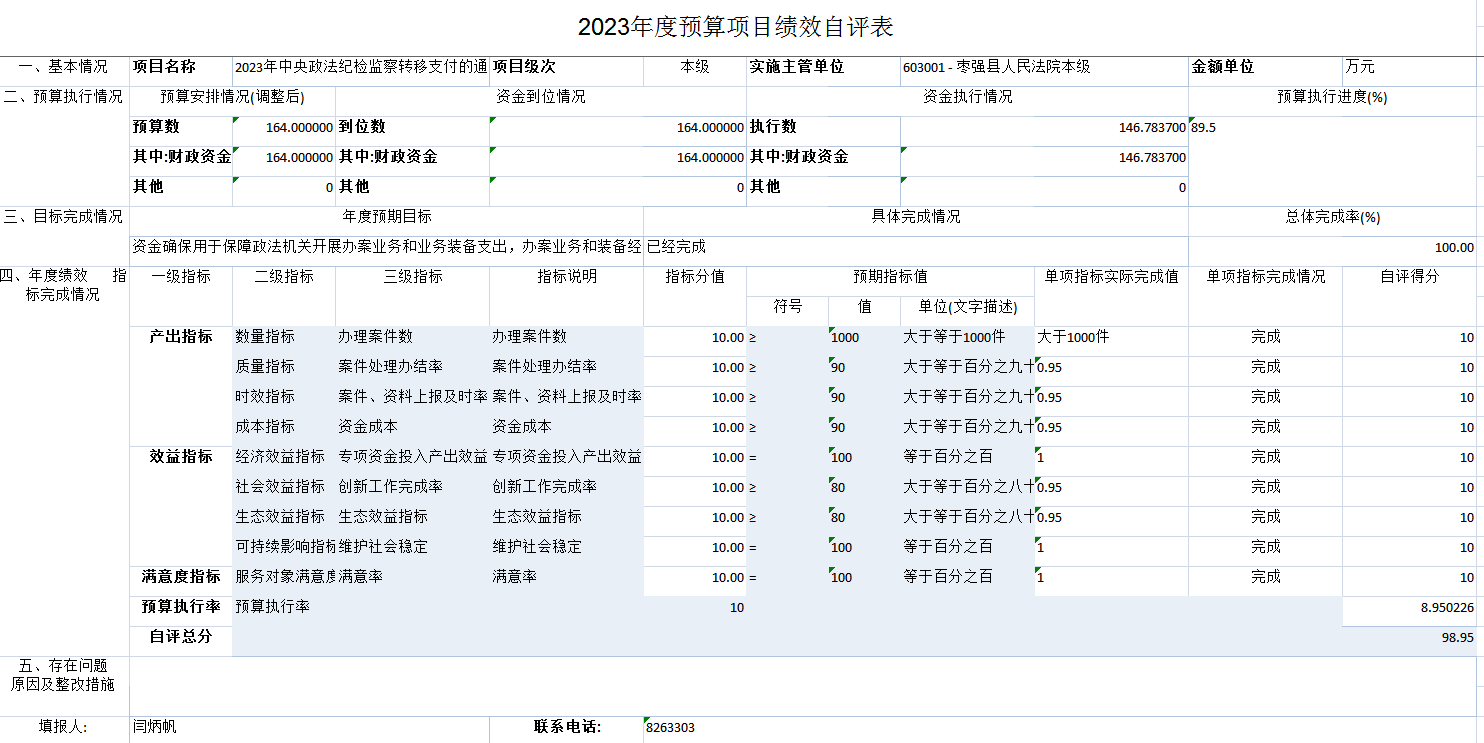 2023年度预算项目绩效自评表
一、基本情况 项目名称 2023年中央政法纪检监察转移支付的通 项目级次 本级 实施主管单位 603001 - 枣强县人民法院本级 金额单位 万元
二、预算执行情况 预算安排情况(调整后) 资金到位情况 资金执行情况 预算执行进度(%)
预算数 164.000000 到位数 164.000000 执行数 146.783700 89.5
其中:财政资金 164.000000 其中:财政资金 164.000000 其中:财政资金 146.783700
其他 0 其他 0 其他 0
三、目标完成情况 年度预期目标 具体完成情况 总体完成率(%)
资金确保用于保障政法机关开展办案业务和业务装备支出，办案业务和装备经 已经完成 100.00
四、年度绩效 指
标完成情况 一级指标 二级指标 三级指标 指标说明 指标分值 预期指标值 单项指标实际完成值 单项指标完成情况 自评得分
符号 值 单位(文字描述)
产出指标 数量指标 办理案件数 办理案件数 10.00 ≥ 1000 大于等于1000件 大于1000件 完成 10
质量指标 案件处理办结率 案件处理办结率 10.00 ≥ 90 大于等于百分之九十 0.95 完成 10
时效指标 案件、资料上报及时率 案件、资料上报及时率 10.00 ≥ 90 大于等于百分之九十 0.95 完成 10
成本指标 资金成本 资金成本 10.00 ≥ 90 大于等于百分之九十 0.95 完成 10
效益指标 经济效益指标 专项资金投入产出效益 专项资金投入产出效益 10.00 = 100 等于百分之百 1 完成 10
社会效益指标 创新工作完成率 创新工作完成率 10.00 ≥ 80 大于等于百分之八十 0.95 完成 10
生态效益指标 生态效益指标 生态效益指标 10.00 ≥ 80 大于等于百分之八十 0.95 完成 10
可持续影响指标 维护社会稳定 维护社会稳定 10.00 = 100 等于百分之百 1 完成 10
满意度指标 服务对象满意度 满意率 满意率 10.00 = 100 等于百分之百 1 完成 10
预算执行率 预算执行率 10 8.950226
自评总分 98.95
五、存在问题
原因及整改措施
填报人: 闫炳帆 联系电话: 8263303